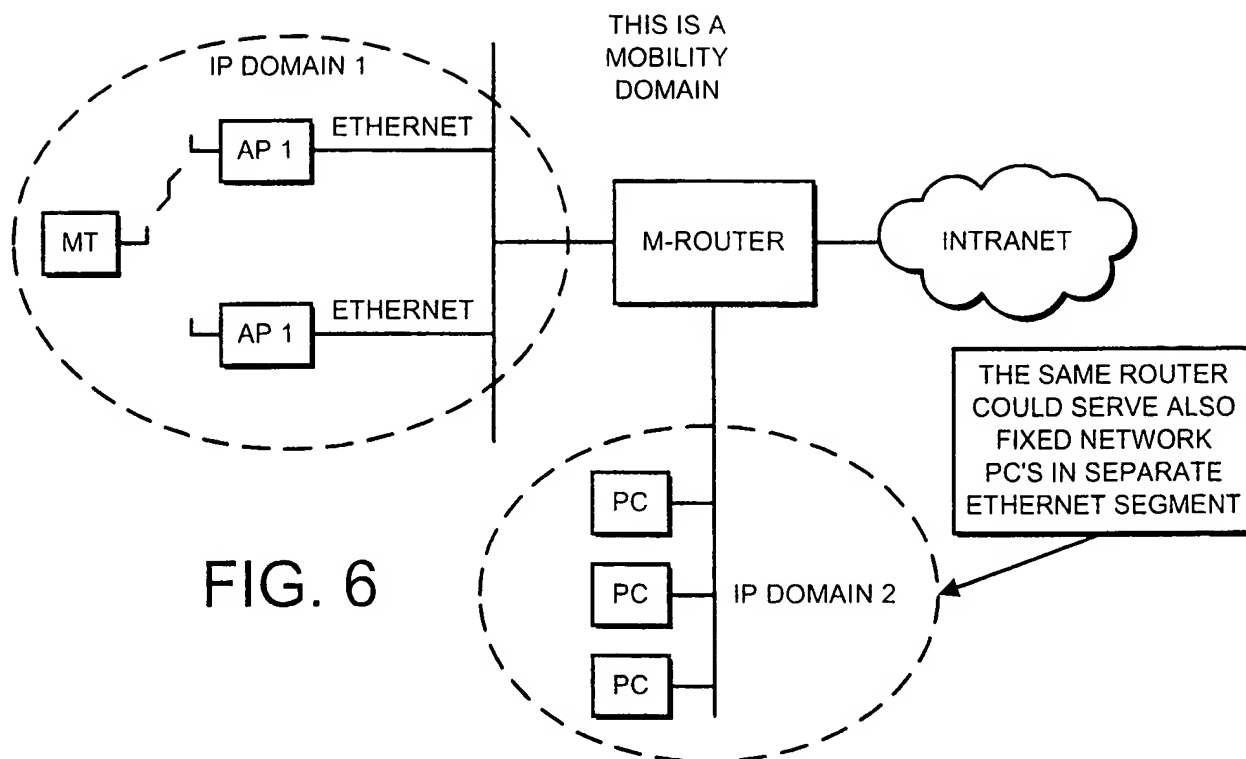 THIS IS A
MOBILITY
DOMAIN
IP DOMAIN 1
ETHERNET
AP 1
MT
M-ROUTER
INTRANET
ETHERNET
AP 1
THE SAME ROUTER
COULD SERVE ALSO
FIXED NETWORK
PC'S IN SEPARATE
ETHERNET SEGMENT
PC
FIG. 6
PC
IP DOMAIN 2
PC